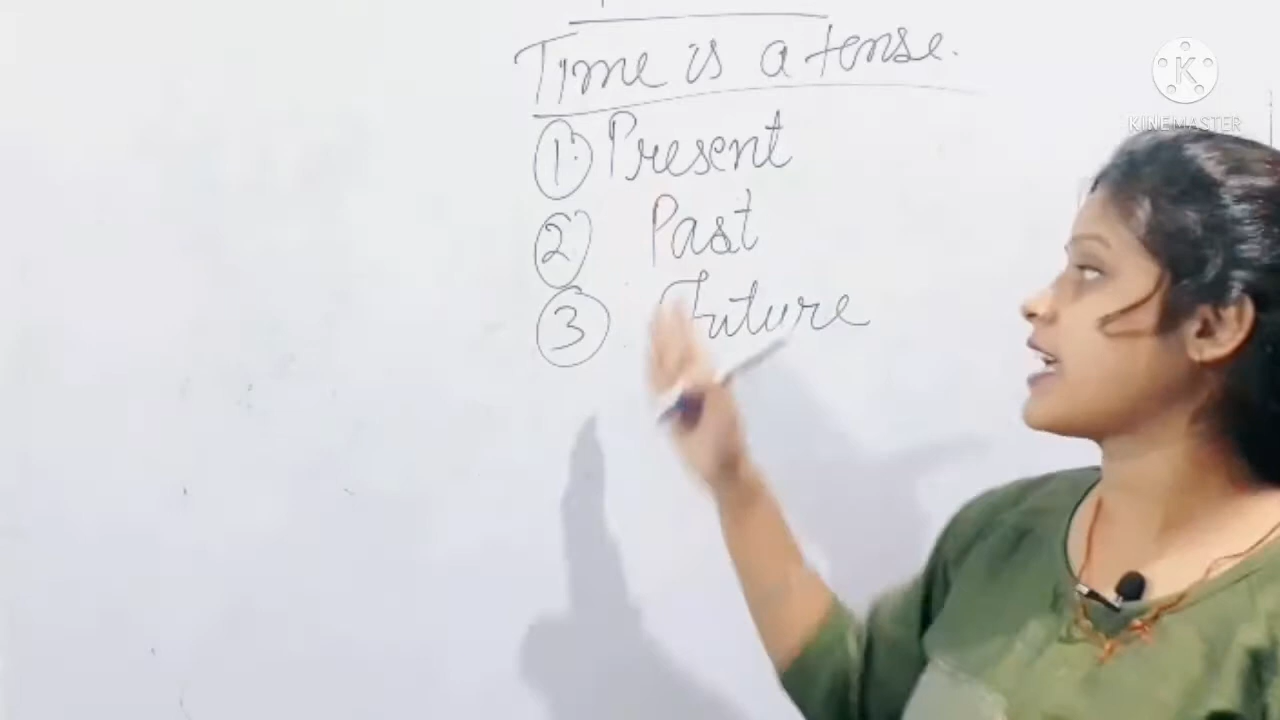 Time is a tense.
① Present
② Past
③ Future
KINEMASTER